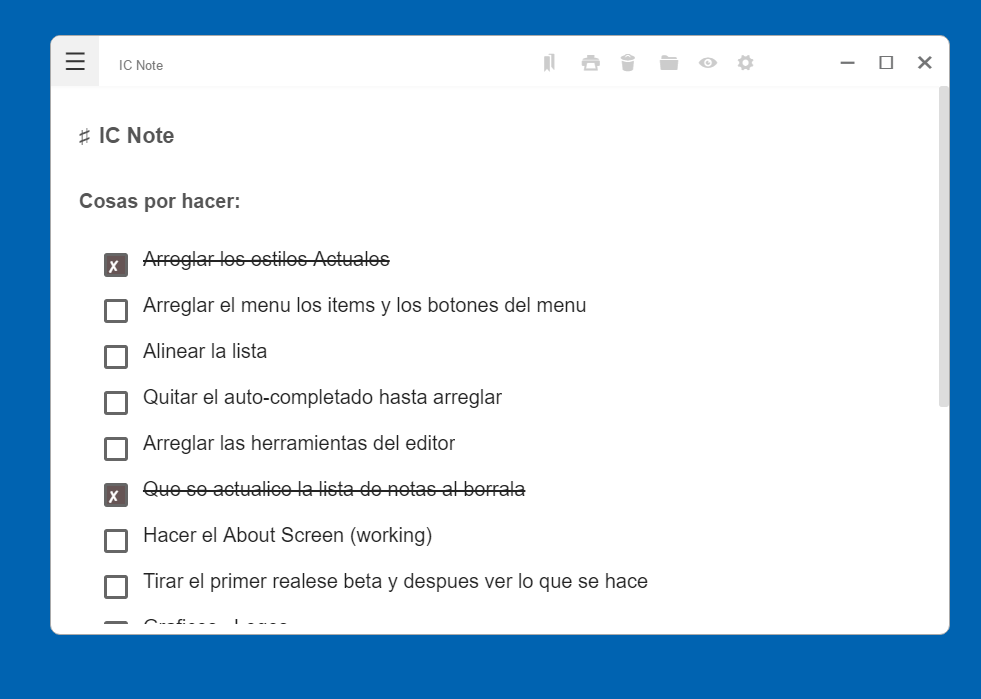 IC Note
♯ IC Note
Cosas por hacer:
x Arreglar los estilos Actuales
Arreglar el menu los items y los botones del menu
Alinear la lista
Quitar el auto-completado hasta arreglar
Arreglar las herramientas del editor
x Que se actualice la lista de notas al borrala
Hacer el About Screen (working)
Tirar el primer realese beta y despues ver lo que se hace